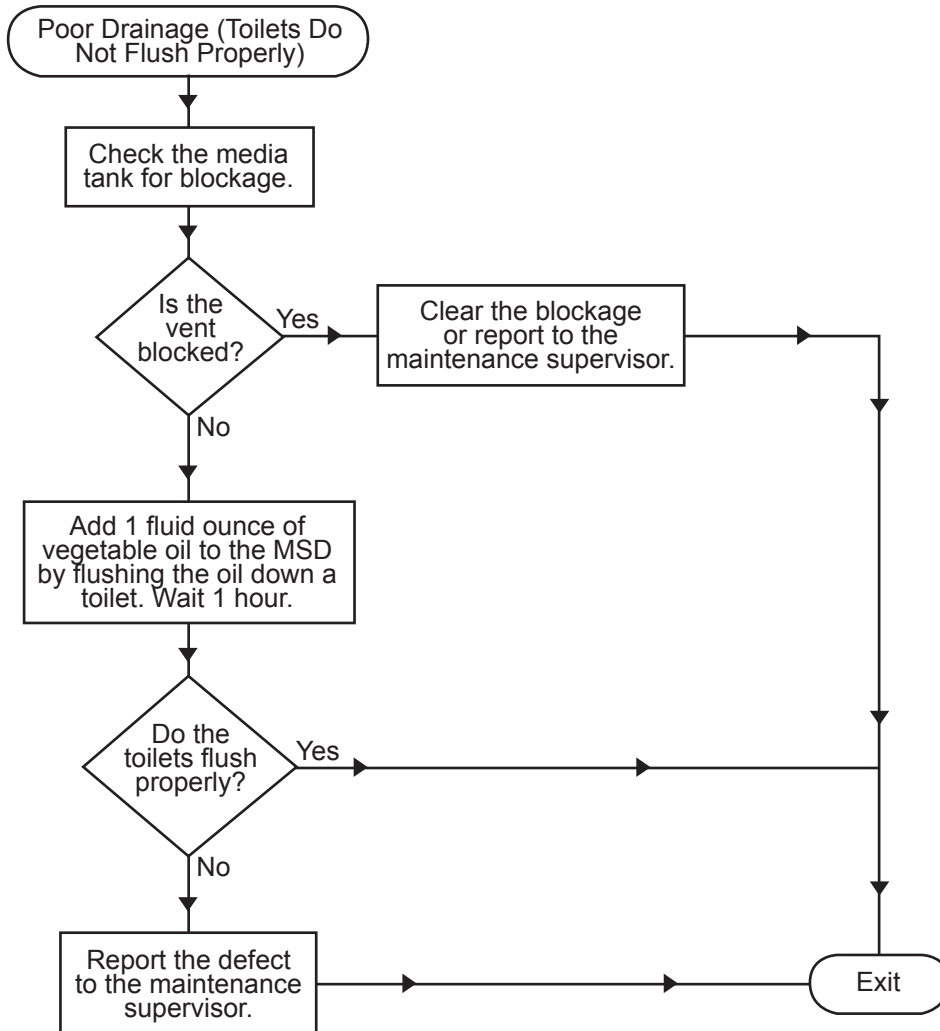 Poor Drainage (Toilets Do
Not Flush Properly)
Check the media
tank for blockage.
Is the
vent
blocked?
Yes
Clear the blockage
or report to the
maintenance supervisor.
No
Add 1 fluid ounce of
vegetable oil to the MSD
by flushing the oil down a
toilet. Wait 1 hour.
Do the
toilets flush
properly?
Yes
No
Report the defect
to the maintenance
supervisor.
Exit